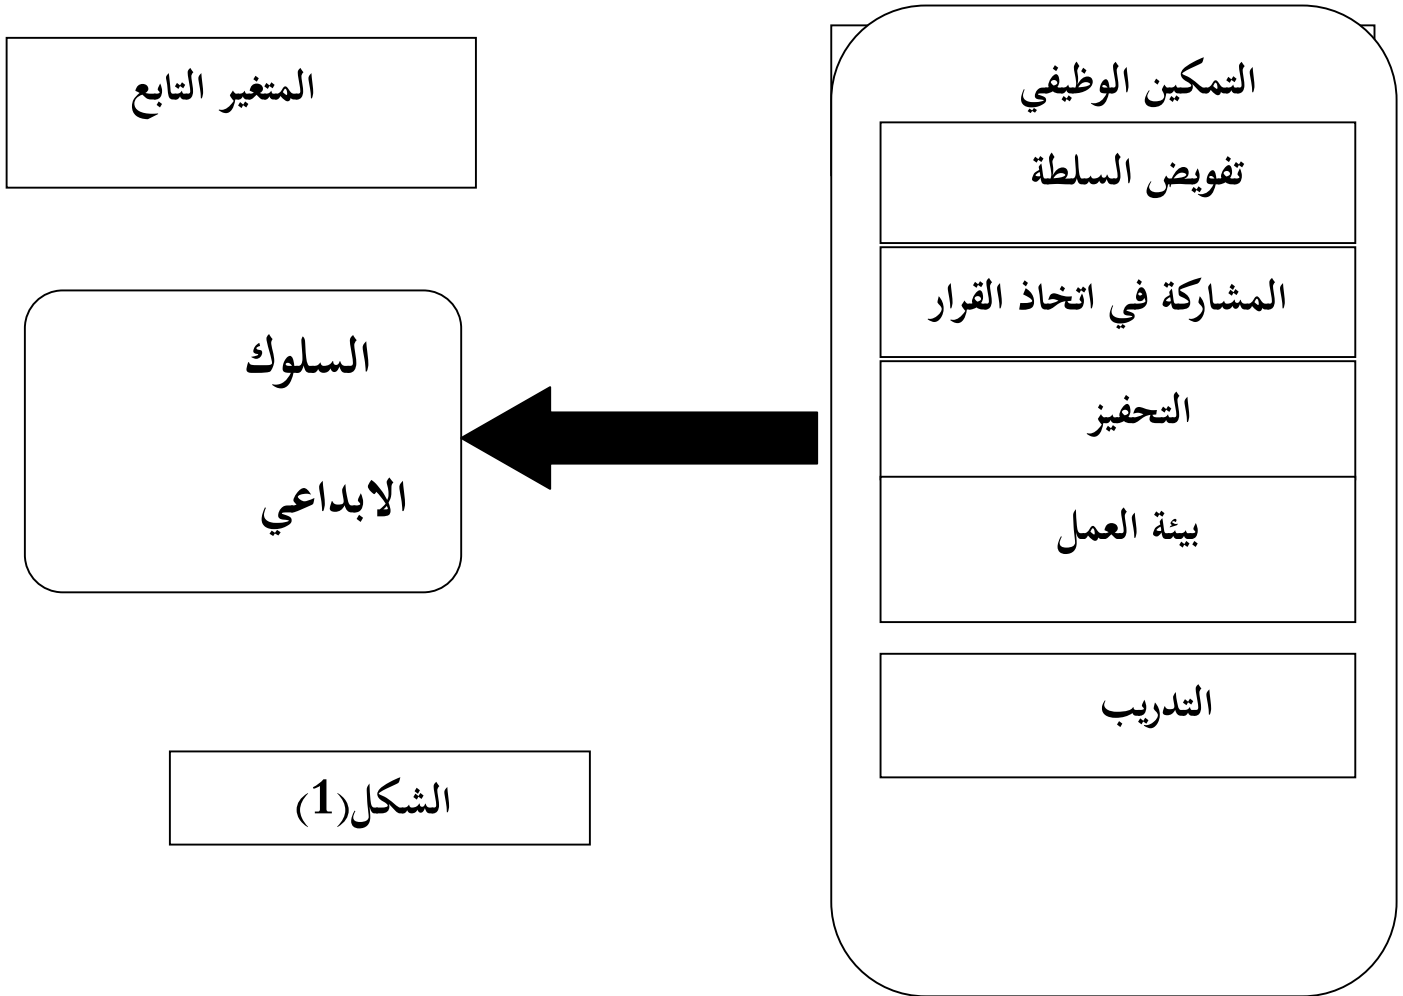 التمكين الوظيفي
تفويض السلطة
المشاركة في اتخاذ القرار
التحفيز
بيئة العمل
التدريب
المتغير التابع
السلوك
الابداعي
الشكل(1)